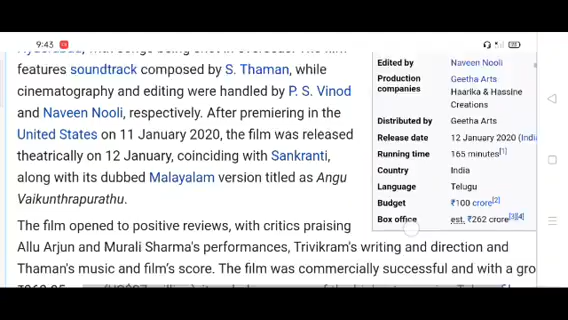 9:43
features soundtrack composed by S. Thaman, while
cinematography and editing were handled by P. S. Vinod
and Naveen Nooli, respectively. After premiering in the
United States on 11 January 2020, the film was released
theatrically on 12 January, coinciding with Sankranti,
along with its dubbed Malayalam version titled as Angu
Vaikunthrapurathu.
The film opened to positive reviews, with critics praising
Allu Arjun and Murali Sharma's performances, Trivikram's writing and direction and
Thaman's music and film's score. The film was commercially successful and with a gro
Edited by Naveen Nooli
Production Geetha Arts
companies Haarika & Hassine
Creations
Distributed by Geetha Arts
Release date 12 January 2020 (Indi
Running time 165 minutes[1]
Country India
Language Telugu
Budget ₹100 crore[2]
Box office est. ₹262 crore[3][4]